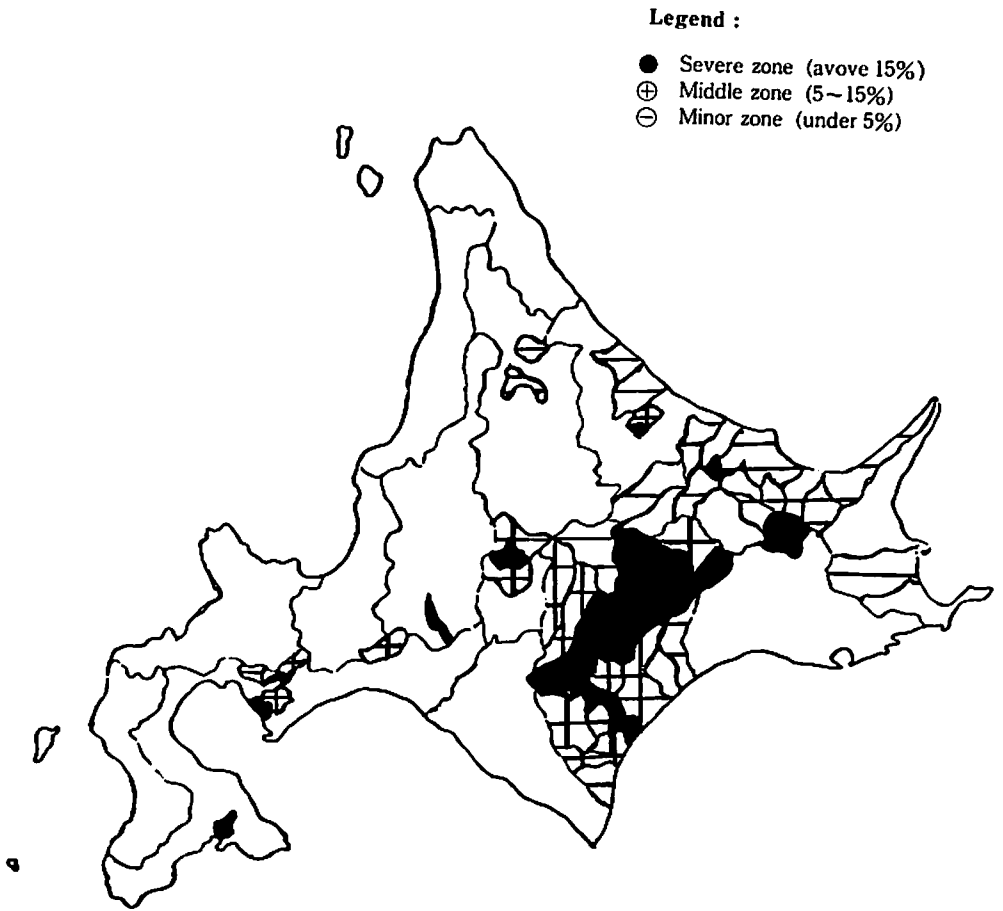 Legend :
Severe zone (avove 15%)
Middle zone (5~15%)
Minor zone (under 5%)